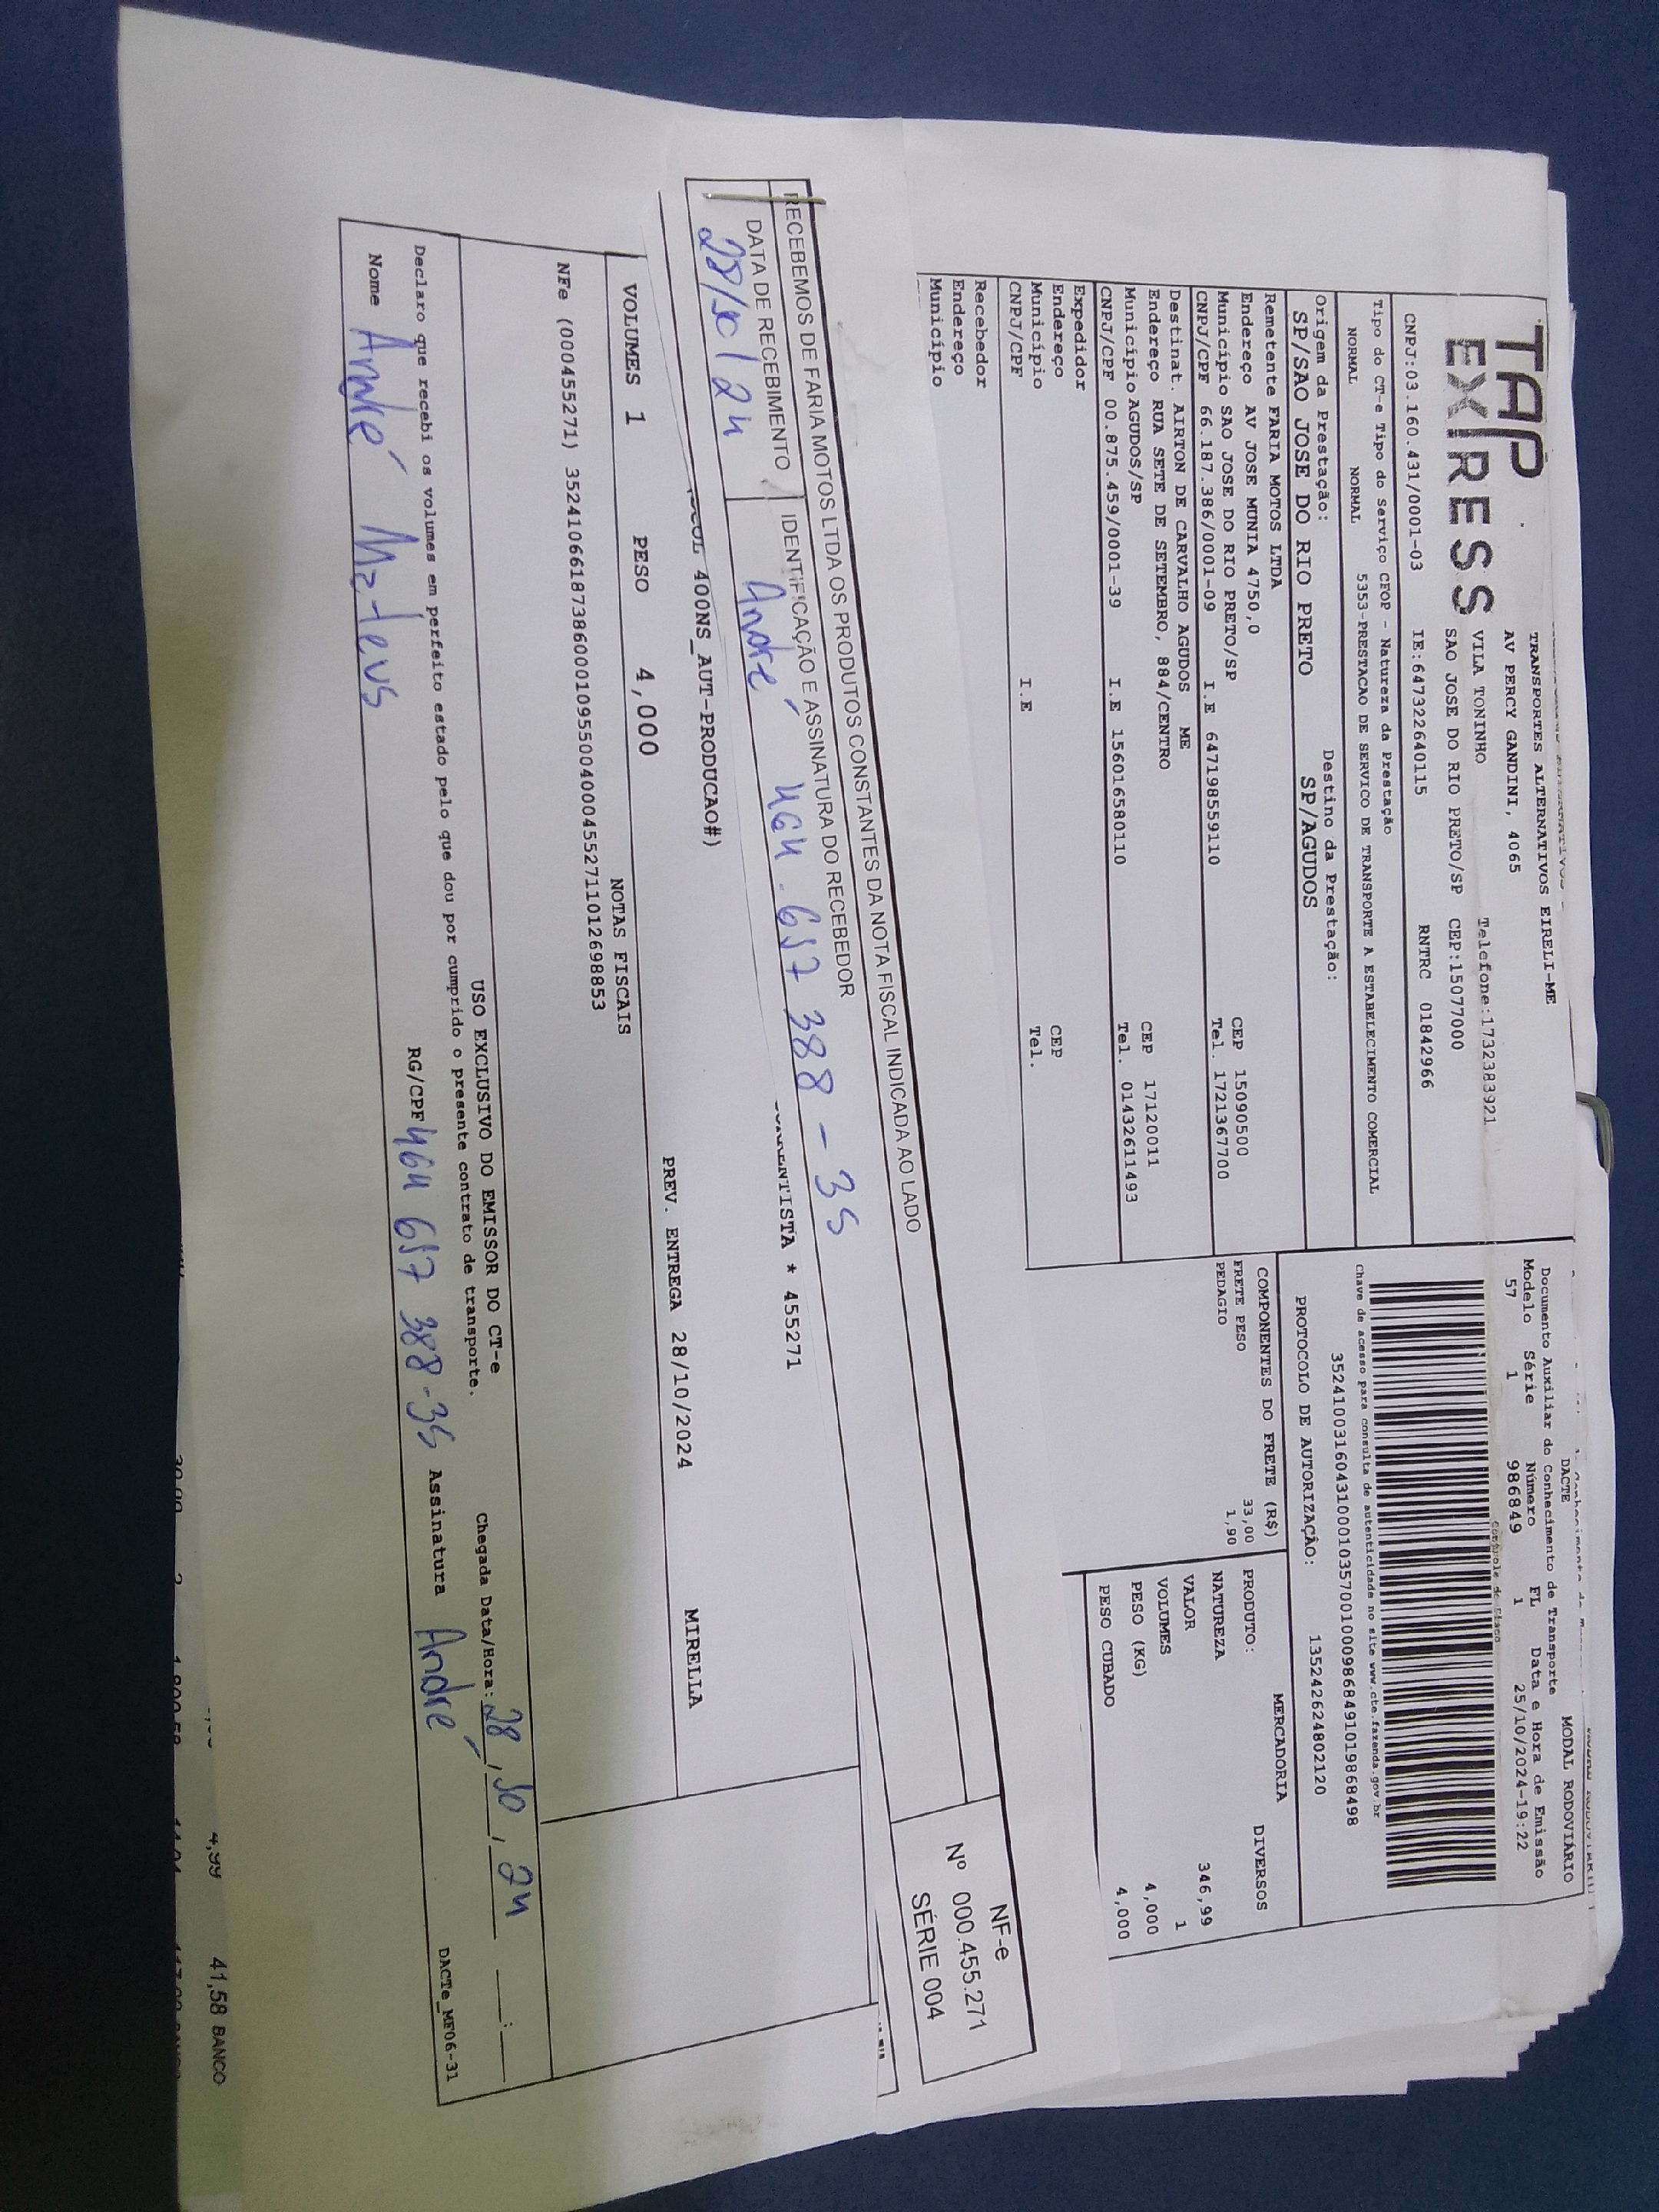 TAP
EXPRESS
TRANSPORTES ALTERNATIVOS EIRELI-ME
AV PERCY GANDINI, 4065
VILA TONINHO Telefone:1732383921
SAO JOSE DO RIO PRETO/SP CEP:15077000
CNPJ:03.160.431/0001-03 IE:647322640115 RNTRC 01842966
DACTE MODAL RODOVIÁRIO
Documento Auxiliar do Conhecimento de Transporte
Modelo Série Número FL Data e Hora de Emissão
57 1 986849 1 25/10/2024-19:22
Controle do Fisco
Chave de acesso para consulta de autenticidade no site www.cte.fazenda.gov.br
35241003160431000103570010009868491019868498
PROTOCOLO DE AUTORIZAÇÃO: 135242624802120
Tipo do CT-e Tipo do Serviço CFOP - Natureza da Prestação
NORMAL NORMAL 5353-PRESTACAO DE SERVICO DE TRANSPORTE A ESTABELECIMENTO COMERCIAL
Origem da Prestação: Destino da Prestação:
SP/SAO JOSE DO RIO PRETO SP/AGUDOS
Remetente FARIA MOTOS LTDA
Endereço AV JOSE MUNIA 4750,0 CEP 15090500
Município SAO JOSE DO RIO PRETO/SP Tel. 1721367700
CNPJ/CPF 66.187.386/0001-09 I.E 647198559110
Destinat. AIRTON DE CARVALHO AGUDOS ME
Endereço RUA SETE DE SETEMBRO, 884/CENTRO CEP 17120011
Município AGUDOS/SP Tel. 01432611493
CNPJ/CPF 00.875.459/0001-39 I.E 156016580110
Expedidor
Endereço CEP
Município Tel.
CNPJ/CPF I.E
Recebedor
Endereço
Município
COMPONENTES DO FRETE (R$)
FRETE PESO 33,00
PEDAGIO 1,90
MERCADORIA
PRODUTO: DIVERSOS
NATUREZA
VALOR 346,99
VOLUMES 1
PESO (KG) 4,000
PESO CUBADO 4,000
RECEBEMOS DE FARIA MOTOS LTDA OS PRODUTOS CONSTANTES DA NOTA FISCAL INDICADA AO LADO
DATA DE RECEBIMENTO IDENTIFICAÇÃO E ASSINATURA DO RECEBEDOR
28/10/24 André 464.657 388-35
NF-e
Nº 000.455.271
SÉRIE 004
* 455271
400NS_AUT-PRODUCAO#)
PREV. ENTREGA 28/10/2024 MIRELLA
VOLUMES 1 PESO 4,000
NOTAS FISCAIS
NFe (000455271) 35241066187386000109550040004552711012698853
USO EXCLUSIVO DO EMISSOR DO CT-e
Declaro que recebi os volumes em perfeito estado pelo que dou por cumprido o presente contrato de transporte.
Chegada Data/Hora: 28/10/24 __:__
Nome André Mateus RG/CPF 464 657 388-35 Assinatura André
DACTe_MF06-31
4,99 41,58 BANCO